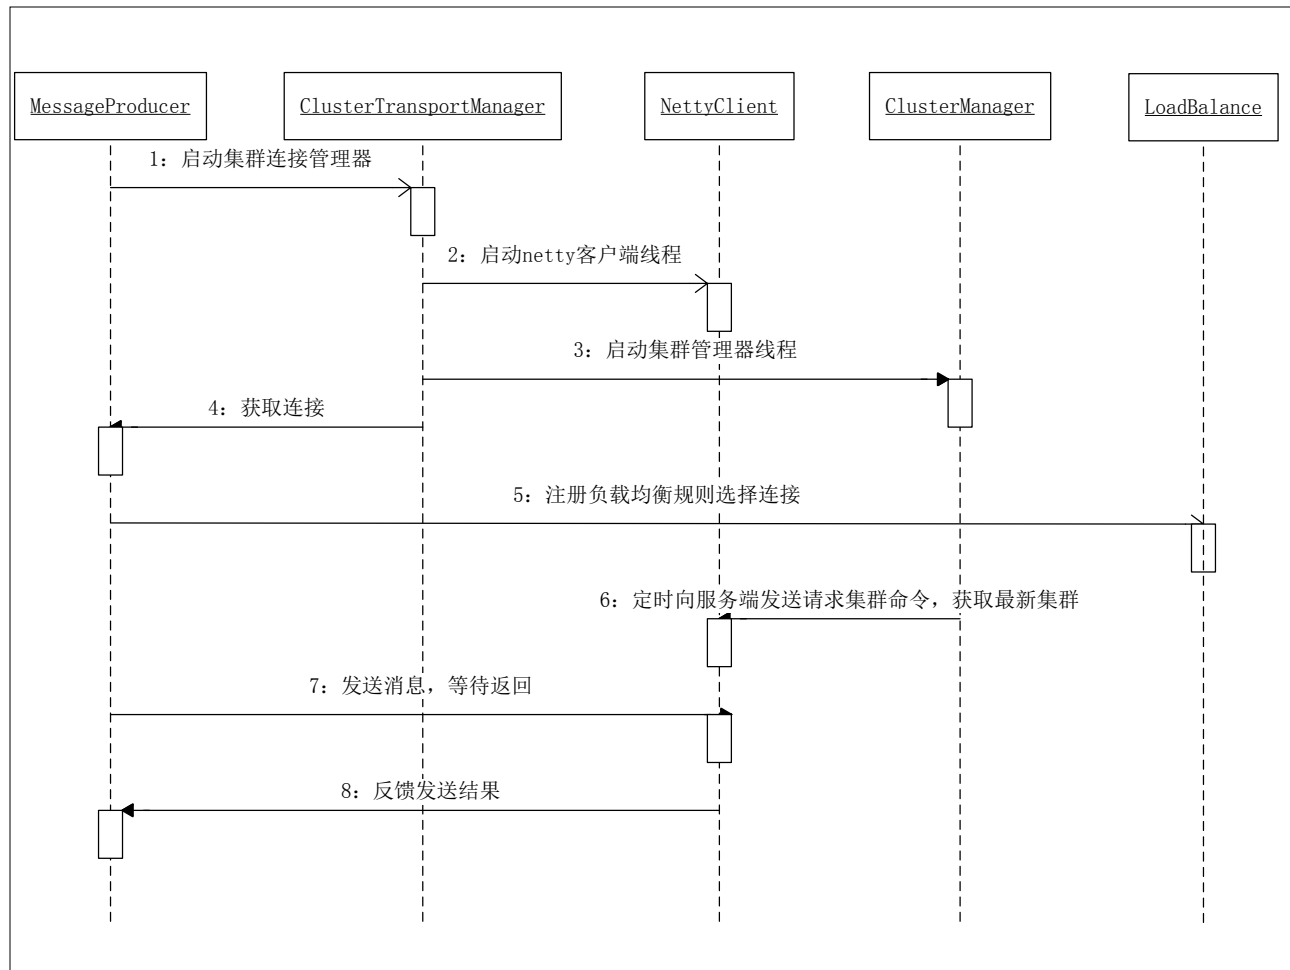 MessageProducer
ClusterTransportManager
NettyClient
ClusterManager
LoadBalance
1: 启动集群连接管理器
2: 启动netty客户端线程
3: 启动集群管理器线程
4: 获取连接
5: 注册负载均衡规则选择连接
6: 定时向服务端发送请求集群命令，获取最新集群
7: 发送消息，等待返回
8: 反馈发送结果